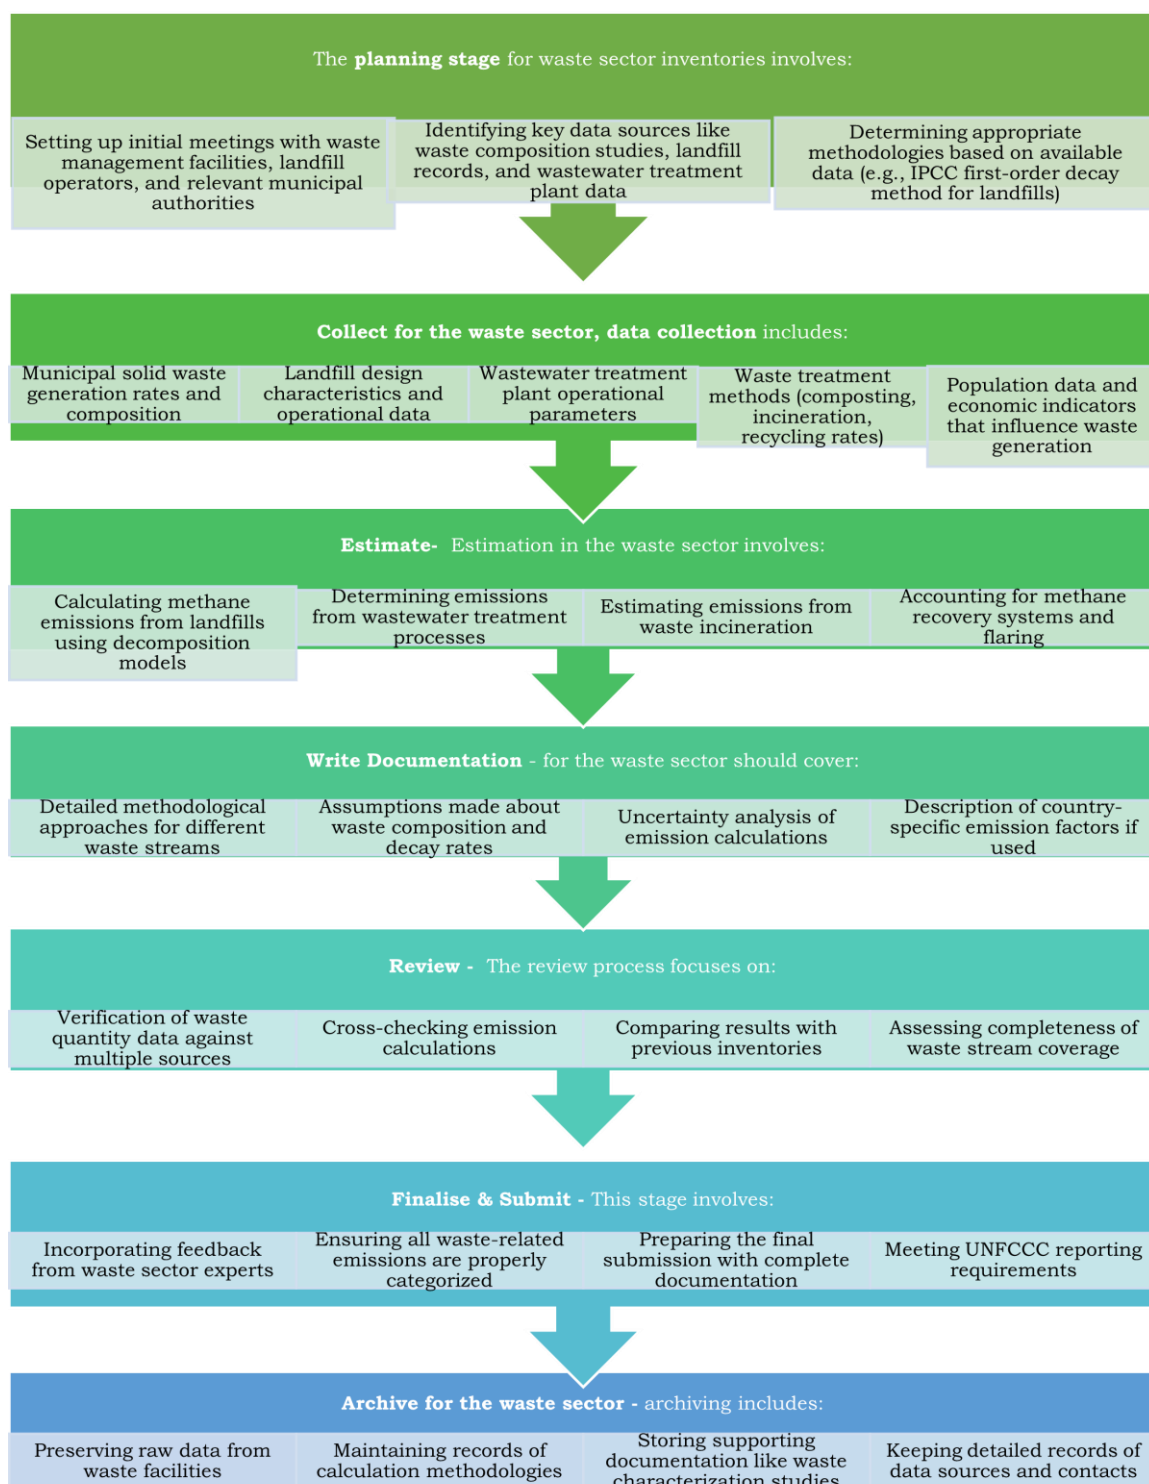 The planning stage for waste sector inventories involves:
Setting up initial meetings with waste
management facilities, landfill
operators, and relevant municipal
authorities
Identifying key data sources like
waste composition studies, landfill
records, and wastewater treatment
plant data
Determining appropriate
methodologies based on available
data (e.g., IPCC first-order decay
method for landfills)
Collect for the waste sector, data collection includes:
Municipal solid waste
generation rates and
composition
Landfill design
characteristics and
operational data
Wastewater treatment
plant operational
parameters
Waste treatment
methods (composting,
incineration,
recycling rates)
Population data and
economic indicators
that influence waste
generation
Estimate-  Estimation in the waste sector involves:
Calculating methane
emissions from landfills
using decomposition
models
Determining emissions
from wastewater treatment
processes
Estimating emissions from
waste incineration
Accounting for methane
recovery systems and
flaring
Write Documentation - for the waste sector should cover:
Detailed methodological
approaches for different
waste streams
Assumptions made about
waste composition and
decay rates
Uncertainty analysis of
emission calculations
Description of country-
specific emission factors if
used
Review -  The review process focuses on:
Verification of waste
quantity data against
multiple sources
Cross-checking emission
calculations
Comparing results with
previous inventories
Assessing completeness of
waste stream coverage
Finalise & Submit - This stage involves:
Incorporating feedback
from waste sector experts
Ensuring all waste-related
emissions are properly
categorized
Preparing the final
submission with complete
documentation
Meeting UNFCCC reporting
requirements
Archive for the waste sector - archiving includes:
Preserving raw data from
waste facilities
Maintaining records of
calculation methodologies
Storing supporting
documentation like waste
characterization studies
Keeping detailed records of
data sources and contacts